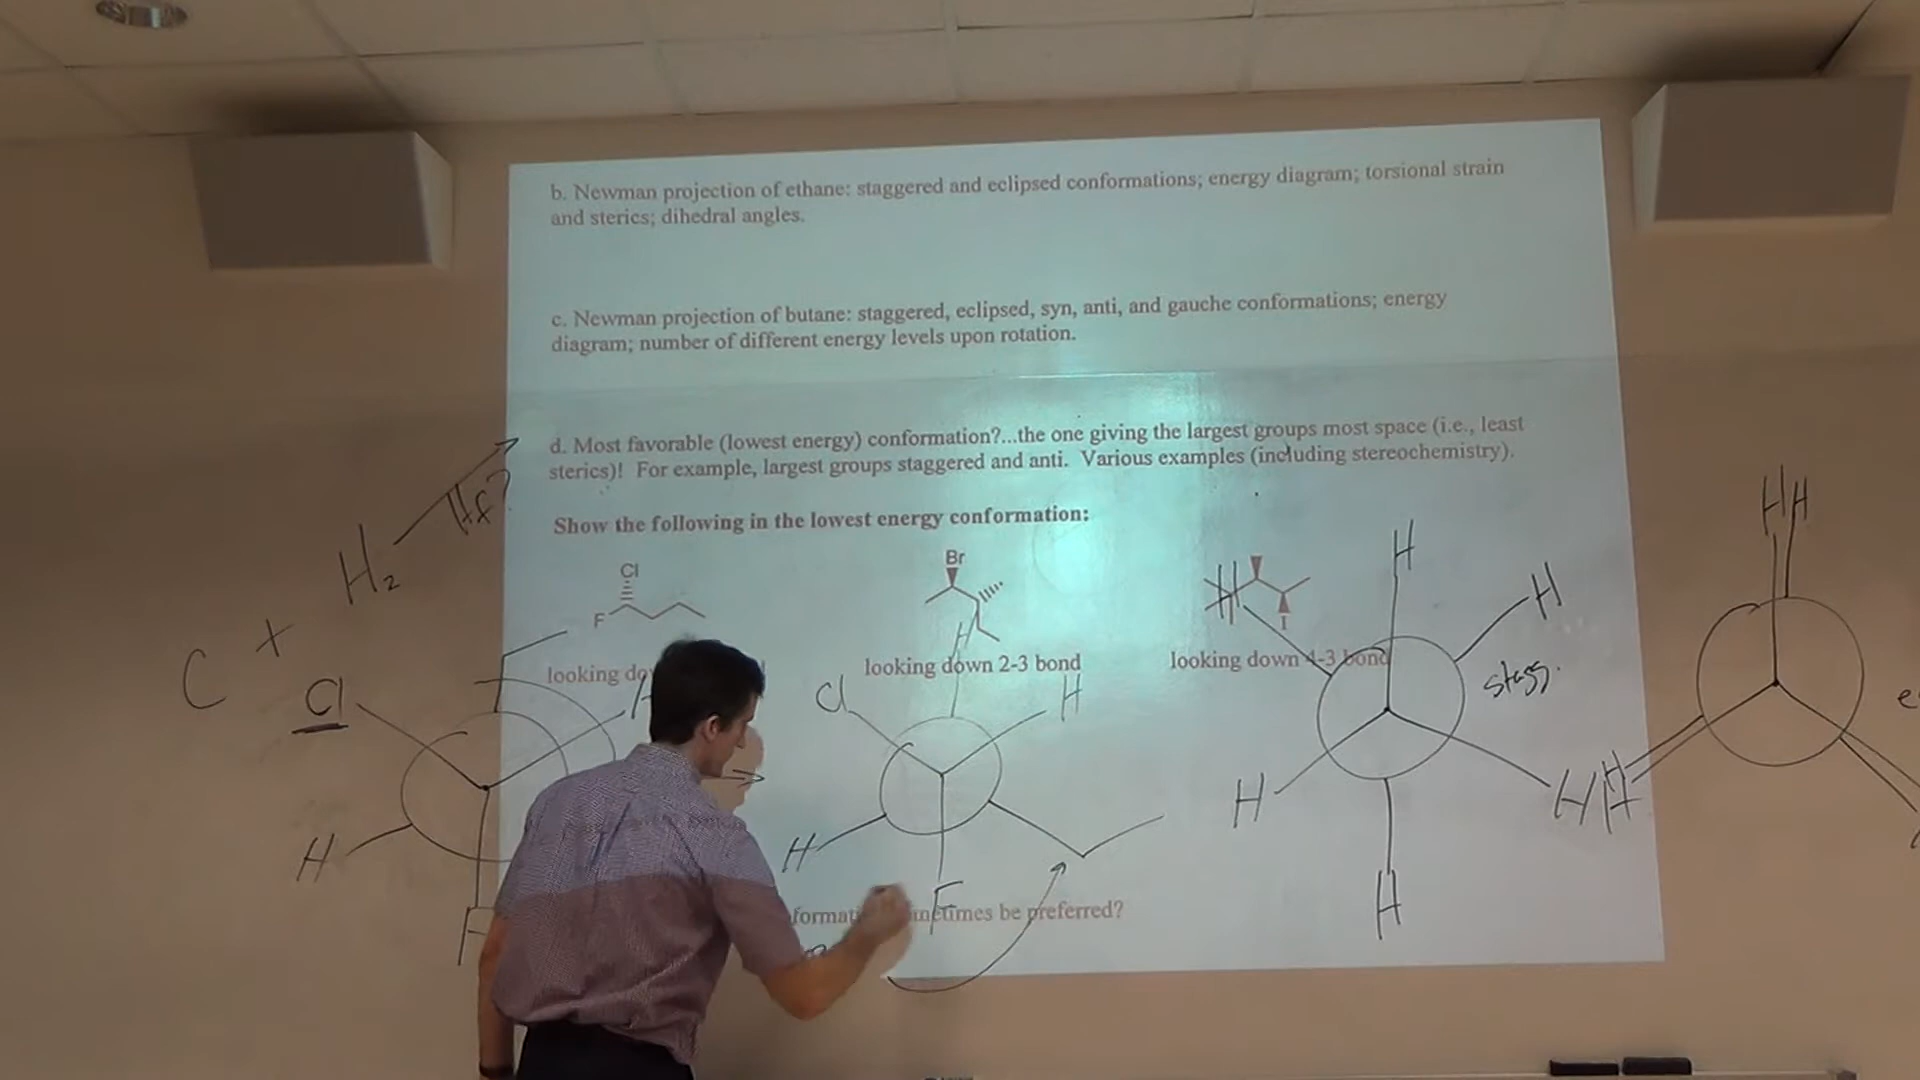 b. Newman projection of ethane: staggered and eclipsed conformations; energy diagram; torsional strain
and sterics; dihedral angles.
c. Newman projection of butane: staggered, eclipsed, syn, anti, and gauche conformations; energy
diagram; number of different energy levels upon rotation.
d. Most favorable (lowest energy) conformation?...the one giving the largest groups most space (i.e., least
sterics)! For example, largest groups staggered and anti. Various examples (including stereochemistry).
Show the following in the lowest energy conformation:
Cl
F
Br
I
looking
looking down 2-3 bond
looking down 4-3 bond
etimes be preferred?
C + H₂
Hf?
Cl
H
F
Cl
H
H
H
F
H
H
H
H
H
H
stagg.
H H
H